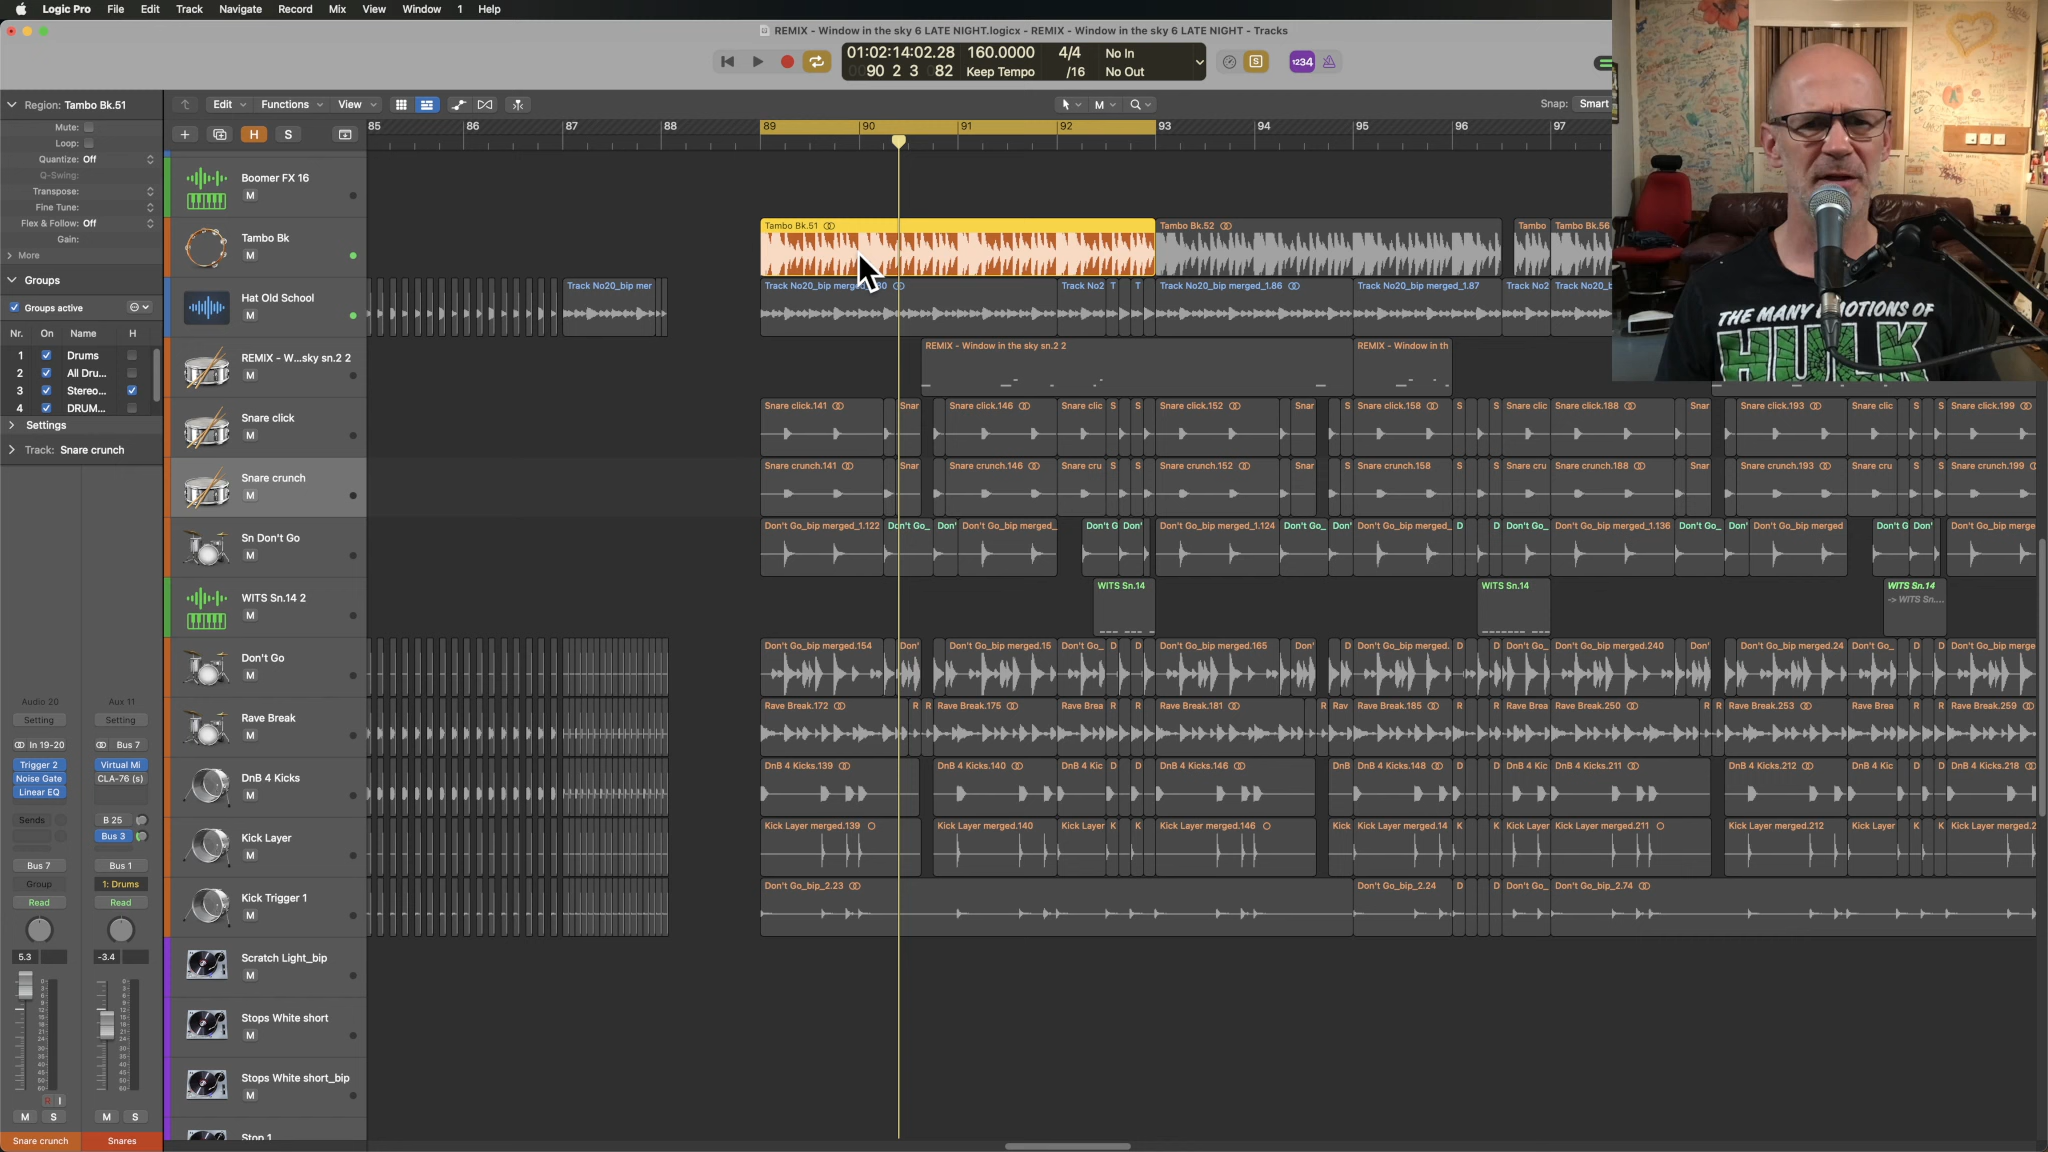 Logic Pro File Edit Track Navigate Record Mix View Window 1 Help
REMIX - Window in the sky 6 LATE NIGHT.logicx - REMIX - Window in the sky 6 LATE NIGHT - Tracks
01:02:14:02.28 160.0000 4/4 No In
90 2 3 82 Keep Tempo /16 No Out
S 1234
Region: Tambo Bk.51
Edit Functions View M Snap: Smart
Mute:
Loop:
Quantize: Off
Q-Swing:
Transpose:
Fine Tune:
Flex & Follow: Off
Gain:
More
Groups
Groups active
Nr. On Name H
1 Drums
2 All Dru...
3 Stereo...
4 DRUM...
Settings
Track: Snare crunch
H S
85 86 87 88 89 90 91 92 93 94 95 96 97
Boomer FX 16
M
Tambo Bk
M
Tambo Bk.51 Tambo Bk.52 Tambo Tambo Bk.56
Hat Old School
M
Track No20_bip mer Track No2 T T Track No20_bip merged_1.86 Track No20_bip merged_1.87 Track No2 Track No20_b
REMIX - W...sky sn.2 2
M
REMIX - Window in the sky sn.2 2 REMIX - Window in th
THE MANY EMOTIONS OF
HULK
Snare click
M
Snare click.141 Snar Snare click.146 Snare clic S S Snare click.152 Snar S Snare click.158 S S Snare clic Snare click.188 Snar Snare click.193 Snare clic S S Snare click.199
Snare crunch
M
Snare crunch.141 Snar Snare crunch.146 Snare cru S S Snare crunch.152 Snar S Snare crunch.158 S S Snare cru Snare crunch.188 Snar Snare crunch.193 Snare cru S S Snare crunch.199
Sn Don't Go
M
Don't Go_bip merged_1.122 Don't Go_ Don' Don't Go_bip merged_ Don't G Don' Don't Go_bip merged_1.124 Don't Go_ Don' Don't Go_bip merged_ D D Don't Go_ Don't Go_bip merged_1.136 Don't Go_ Don' Don't Go_bip merged Don't G Don' Don't Go_bip merge
WITS Sn.14 2
M
WITS Sn.14 WITS Sn.14 WITS Sn.14
-> WITS Sn....
Don't Go
M
Don't Go_bip merged.154 Don' Don't Go_bip merged.15 Don't Go_ D D Don't Go_bip merged.165 Don' D Don't Go_bip merged. D D Don't Go_ Don't Go_bip merged.240 Don' Don't Go_bip merged.24 Don't Go_ D D Don't Go_bip merge
Rave Break
M
Rave Break.172 R R Rave Break.175 Rave Brea R R Rave Break.181 R Rav Rave Break.185 R R Rave Brea Rave Break.250 R R Rave Break.253 Rave Brea R R Rave Break.259
DnB 4 Kicks
M
DnB 4 Kicks.139 DnB 4 Kicks.140 DnB 4 Kic D D DnB 4 Kicks.146 DnB DnB 4 Kicks.148 D D DnB 4 Kic DnB 4 Kicks.211 DnB 4 Kicks.212 DnB 4 Kic D D DnB 4 Kicks.218
Kick Layer
M
Kick Layer merged.139 Kick Layer merged.140 Kick Layer K K Kick Layer merged.146 Kick Kick Layer merged.14 K K Kick Layer Kick Layer merged.211 Kick Layer merged.212 Kick Layer K K Kick Layer merged.2
Kick Trigger 1
M
Don't Go_bip_2.23 Don't Go_bip_2.24 D D Don't Go_ Don't Go_bip_2.74
Scratch Light_bip
M
Stops White short
M
Stops White short_bip
M
Stop 1
Audio 20 Aux 11
Setting Setting
In 19-20 Bus 7
Trigger 2 Virtual Mi
Noise Gate CLA-76 (s)
Linear EQ
Sends B 25
Bus 3
Bus 7 Bus 1
Group 1: Drums
Read Read
5.3 -3.4
R I
M S M S
Snare crunch Snares